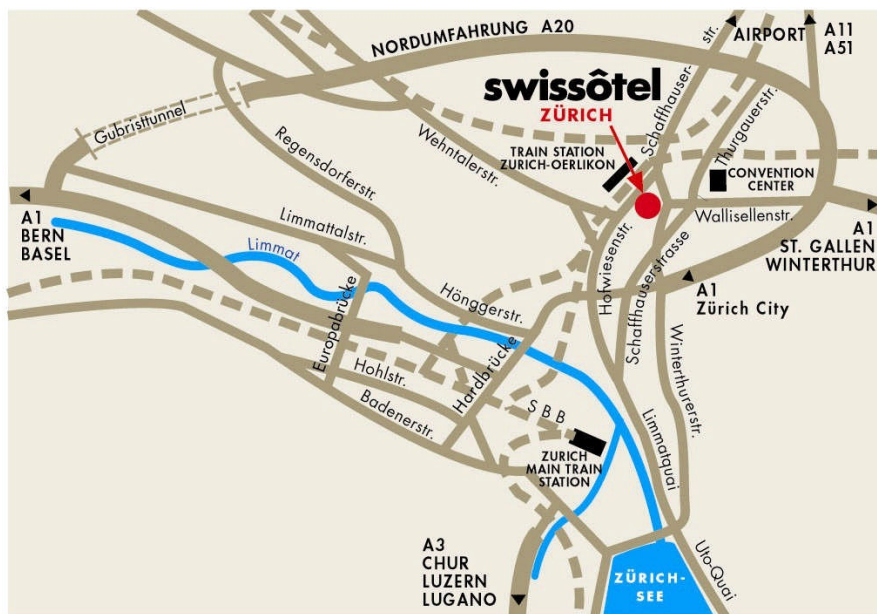 NORDUMFAHRUNG A20
AIRPORT
A11
A51
swissôtel
ZÜRICH
Schaffhauser-
str.
Thurgauerstr.
Gubristtunnel
Wehntalerstr.
Regensdorferstr.
TRAIN STATION
ZURICH-OERLIKON
CONVENTION
CENTER
Wallisellenstr.
A1
BERN
BASEL
Limmattalstr.
Limmat
Hofwiesenstr.
Schaffhauserstrasse
A1
ST. GALLEN
WINTERTHUR
A1
Zürich City
Europabrücke
Hönggerstr.
Hardbrücke
Winterthurerstr.
Hohlstr.
Badenerstr.
SBB
Limmatquai
ZURICH
MAIN TRAIN
STATION
A3
CHUR
LUZERN
LUGANO
Uto-Quai
ZÜRICH-
SEE